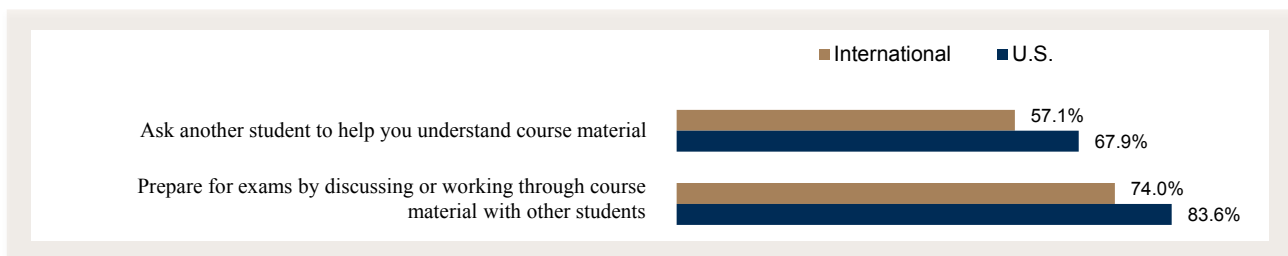 International U.S.
Ask another student to help you understand course material
57.1%
67.9%
Prepare for exams by discussing or working through course
material with other students
74.0%
83.6%